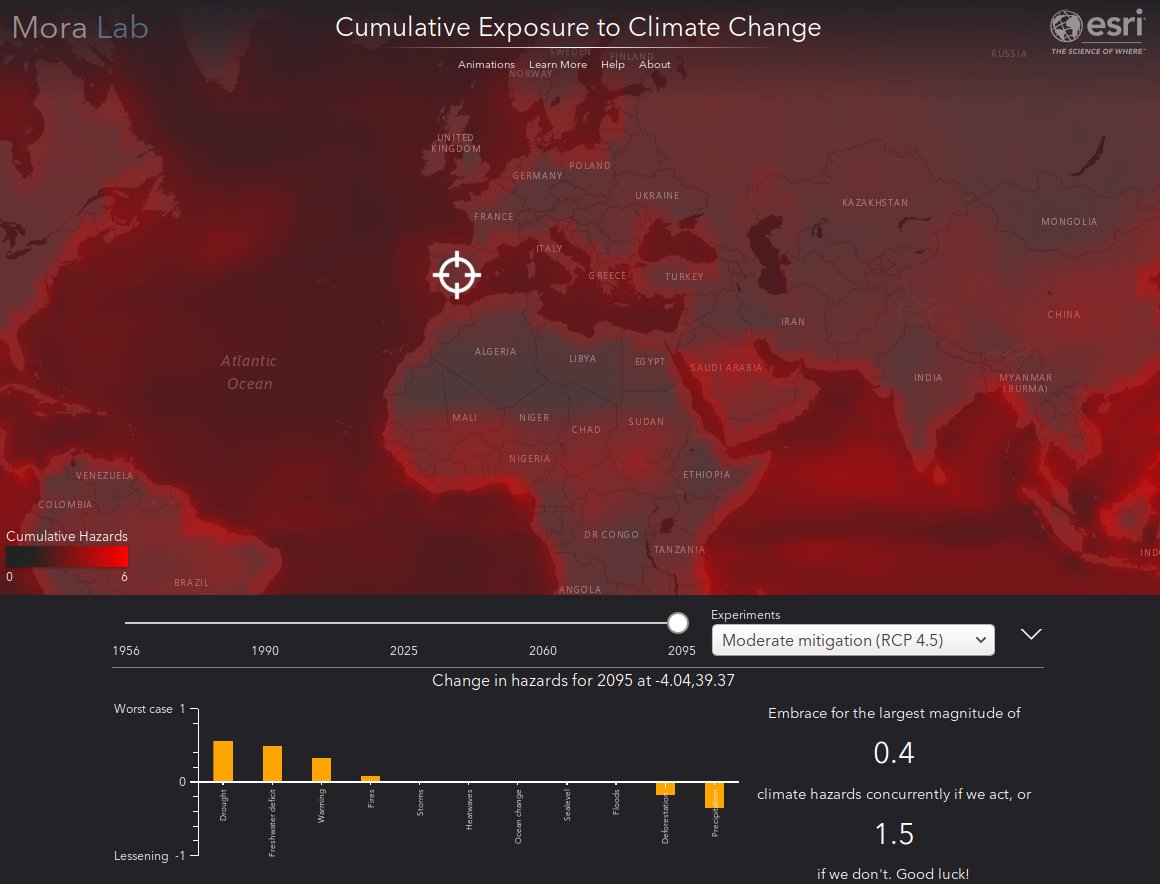 Mora Lab
Cumulative Exposure to Climate Change
esri
THE SCIENCE OF WHERE™
Animations
Learn More
Help
About
SWEDEN
FINLAND
NORWAY
RUSSIA
UNITED
KINGDOM
POLAND
GERMANY
UKRAINE
FRANCE
KAZAKHSTAN
MONGOLIA
ITALY
GREECE
TURKEY
CHINA
IRAN
ALGERIA
LIBYA
EGYPT
SAUDI ARABIA
Atlantic
Ocean
INDIA
MYANMAR
(BURMA)
MALI
NIGER
CHAD
SUDAN
NIGERIA
ETHIOPIA
VENEZUELA
COLOMBIA
DR CONGO
TANZANIA
IND
BRAZIL
ANGOLA
Cumulative Hazards
0 6
1956 1990 2025 2060 2095
Experiments
Moderate mitigation (RCP 4.5)
Change in hazards for 2095 at -4.04,39.37
Worst case 1
0
Lessening -1
Drought
Freshwater deficit
Warming
Fires
Storms
Heatwaves
Ocean change
Sealevel
Floods
Deforestation
Precipitation
Embrace for the largest magnitude of
0.4
climate hazards concurrently if we act, or
1.5
if we don't. Good luck!